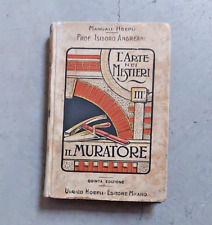 MANUALI HOEPLI
PROF. ISIDORO ANDREANI
L'ARTE
NEI
MESTIERI
III
IL MURATORE
QUINTA EDIZIONE
ULRICO HOEPLI - EDITORE MILANO